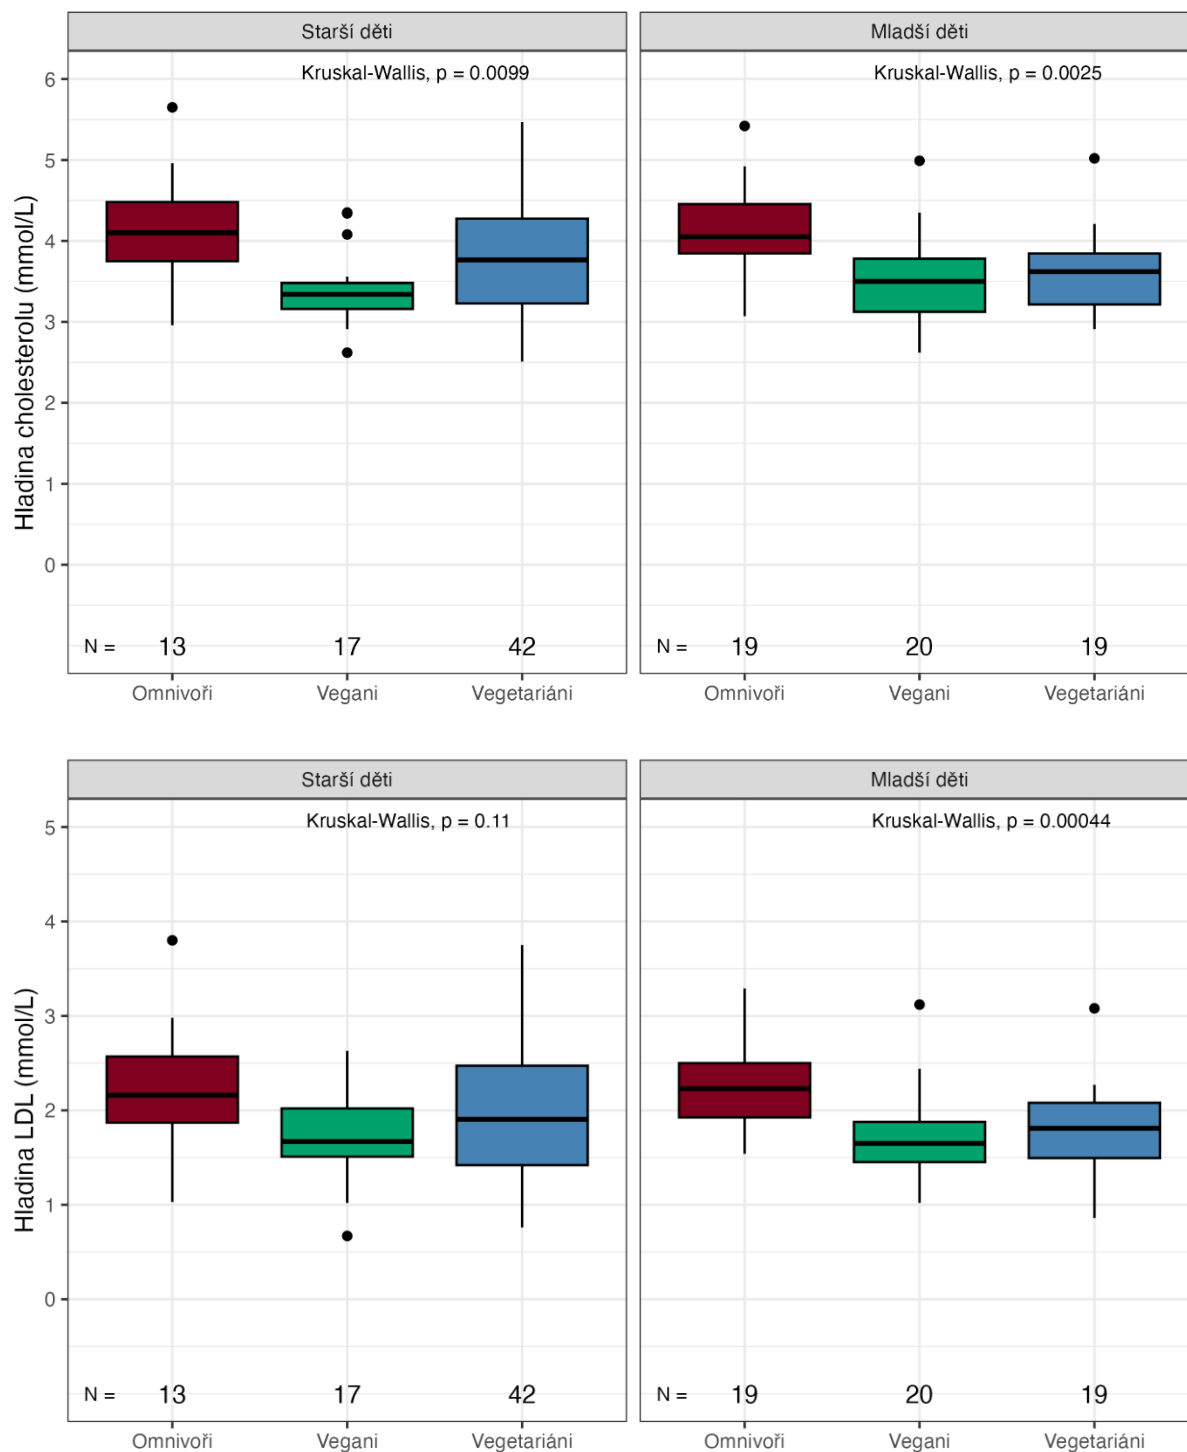 Starší děti
Mladší děti
Kruskal-Wallis, p = 0.0099
Kruskal-Wallis, p = 0.0025
Hladina cholesterolu (mmol/L)
6
5
4
3
2
1
0
N = 13 17 42
N = 19 20 19
Omnivoři Vegani Vegetariáni
Omnivoři Vegani Vegetariáni
Starší děti
Mladší děti
Kruskal-Wallis, p = 0.11
Kruskal-Wallis, p = 0.00044
Hladina LDL (mmol/L)
5
4
3
2
1
0
N = 13 17 42
N = 19 20 19
Omnivoři Vegani Vegetariáni
Omnivoři Vegani Vegetariáni